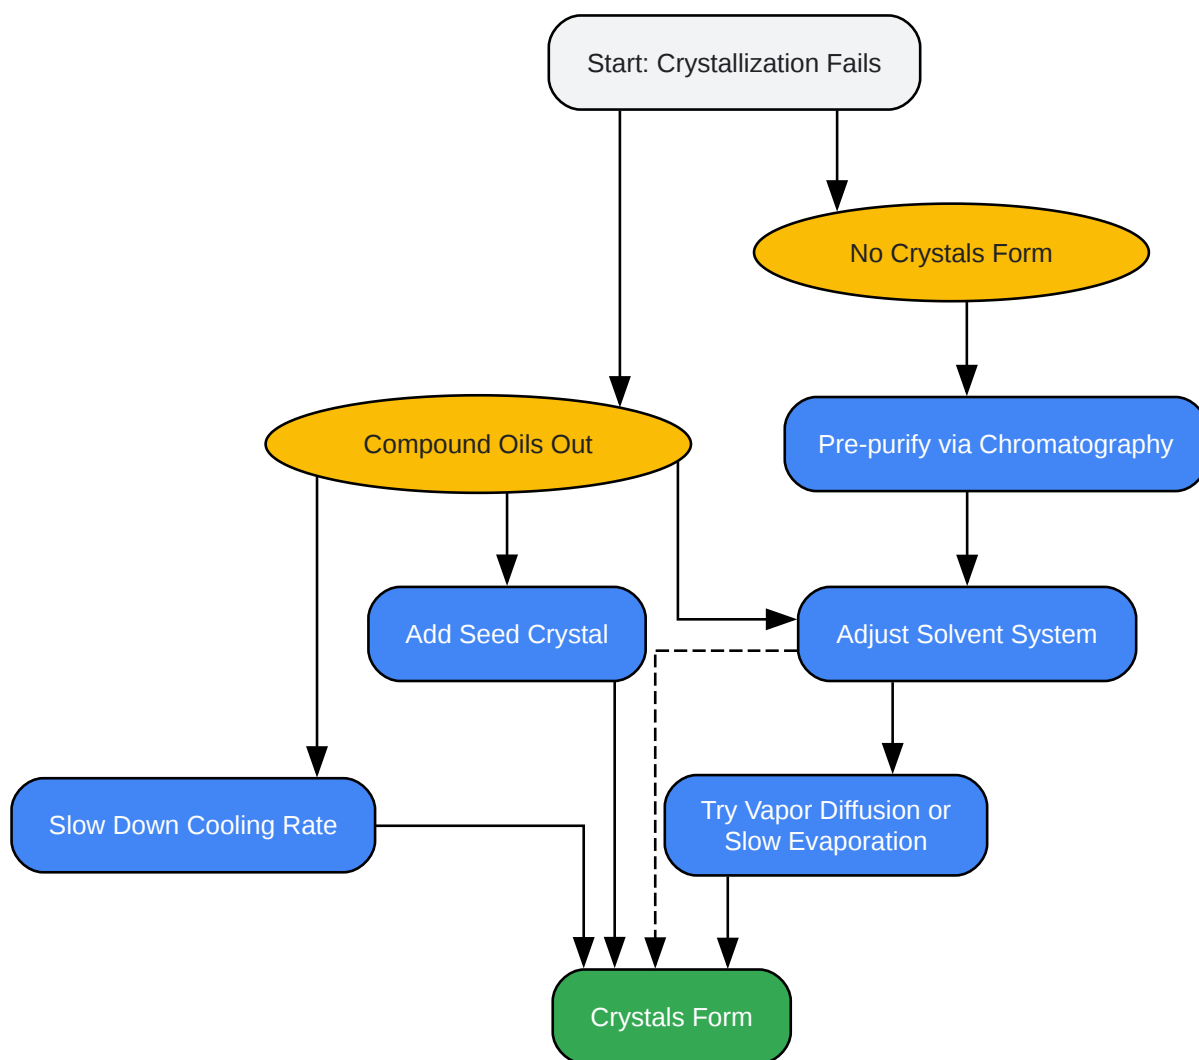 Start: Crystallization Fails
No Crystals Form
Compound Oils Out
Pre-purify via Chromatography
Add Seed Crystal
Adjust Solvent System
Slow Down Cooling Rate
Try Vapor Diffusion or
Slow Evaporation
Crystals Form